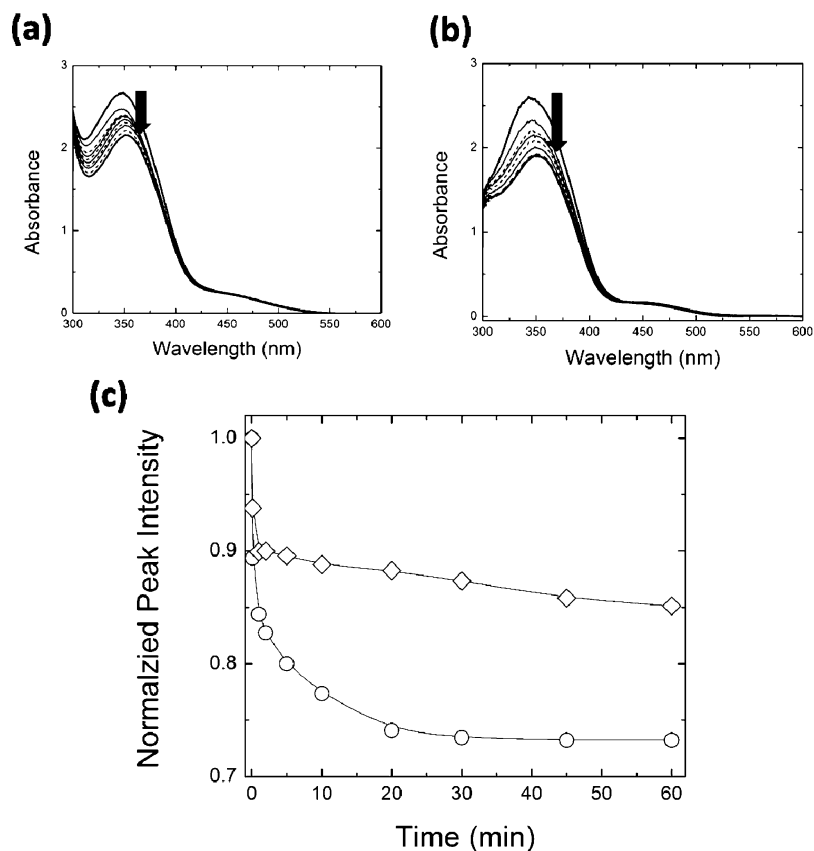 (a)
(b)
3
2
1
0
Absorbance
300 350 400 450 500 550 600
Wavelength (nm)
3
2
1
0
Absorbance
300 350 400 450 500 550 600
Wavelength (nm)
(c)
1.0
0.9
0.8
0.7
Normalzied Peak Intensity
0 10 20 30 40 50 60
Time (min)